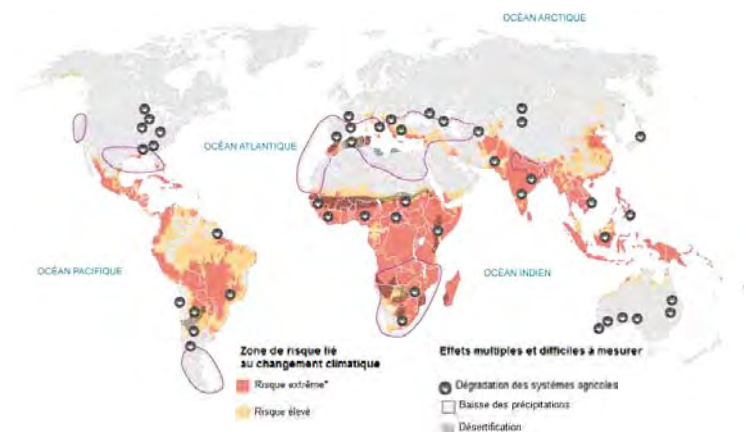 OCÉAN ARCTIQUE
OCÉAN ATLANTIQUE
OCÉAN PACIFIQUE
OCÉAN INDIEN
Zone de risque lié
au changement climatique
Risque extrême*
Risque élevé
Effets multiples et difficiles à mesurer
Dégradation des systèmes agricoles
Baisse des précipitations
Désertification